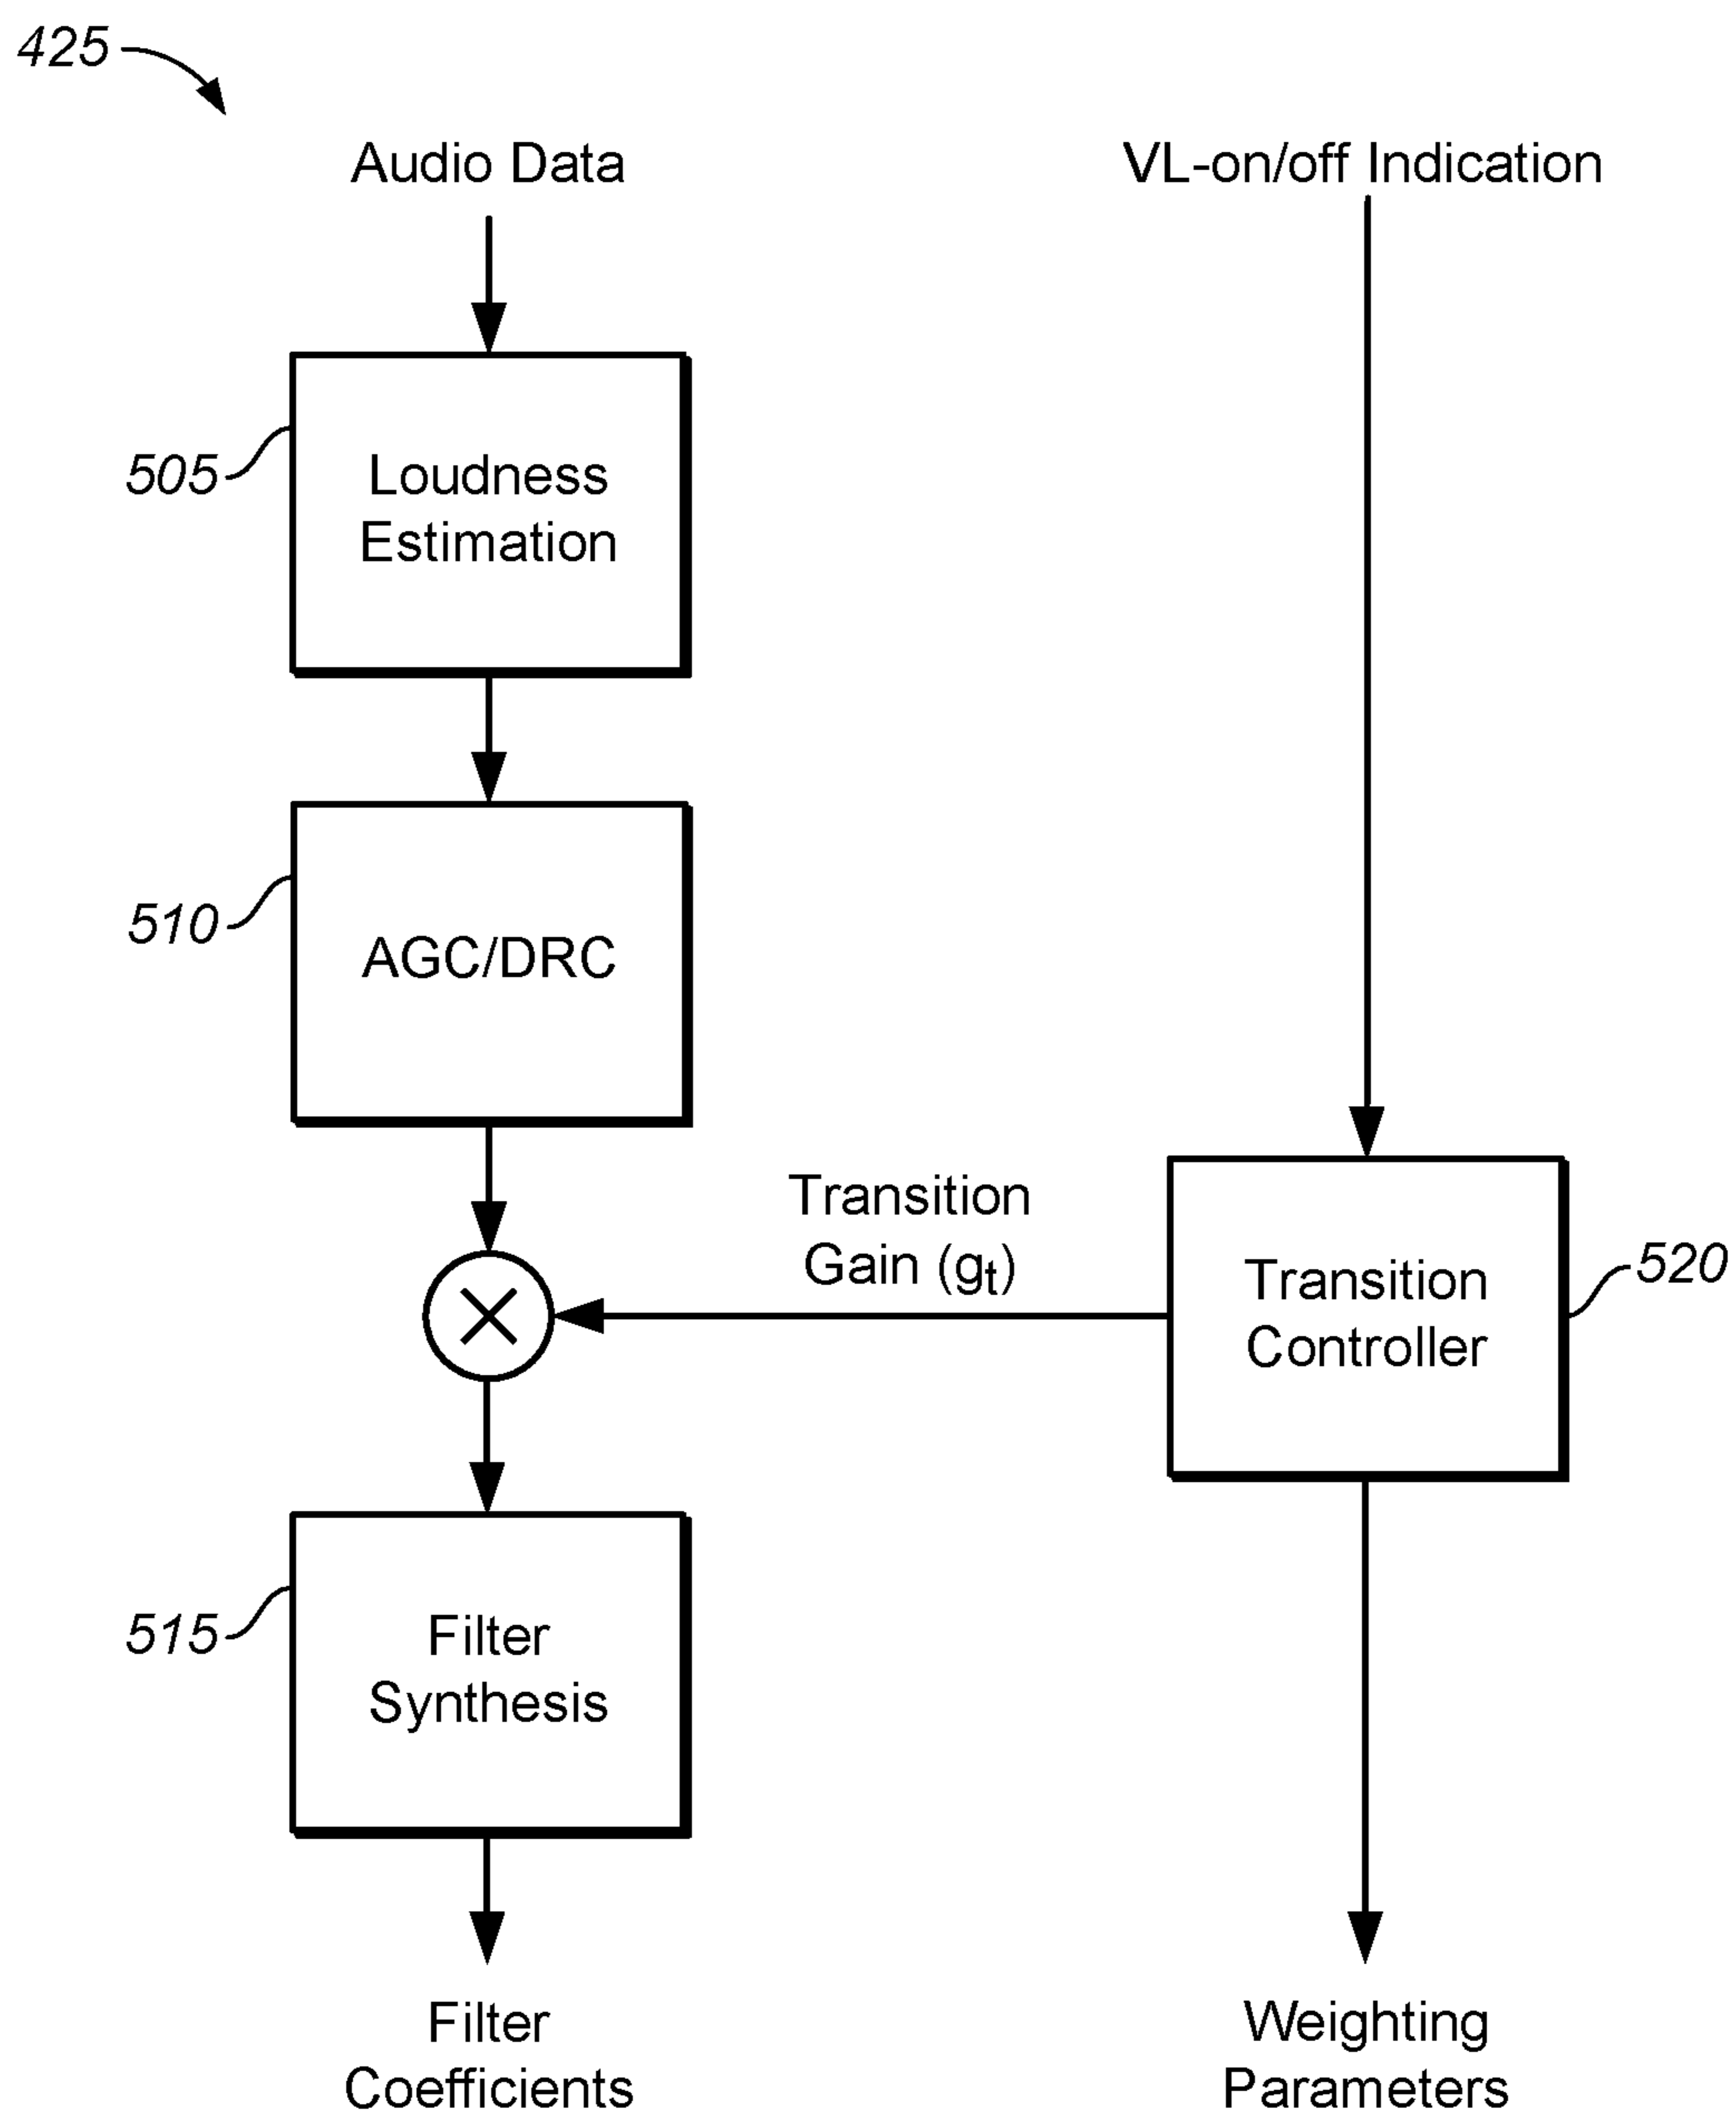 425
Audio Data
VL-on/off Indication
505
Loudness
Estimation
510
AGC/DRC
Transition
Gain (gt)
Transition
Controller
520
515
Filter
Synthesis
Filter
Coefficients
Weighting
Parameters